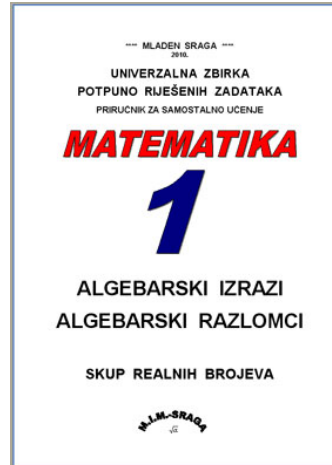 **** MLADEN SRAGA ****
2010.
UNIVERZALNA ZBIRKA
POTPUNO RIJEŠENIH ZADATAKA
PRIRUČNIK ZA SAMOSTALNO UČENJE
MATEMATIKA
1
ALGEBARSKI IZRAZI
ALGEBARSKI RAZLOMCI
SKUP REALNIH BROJEVA
M.I.M.-SRAGA